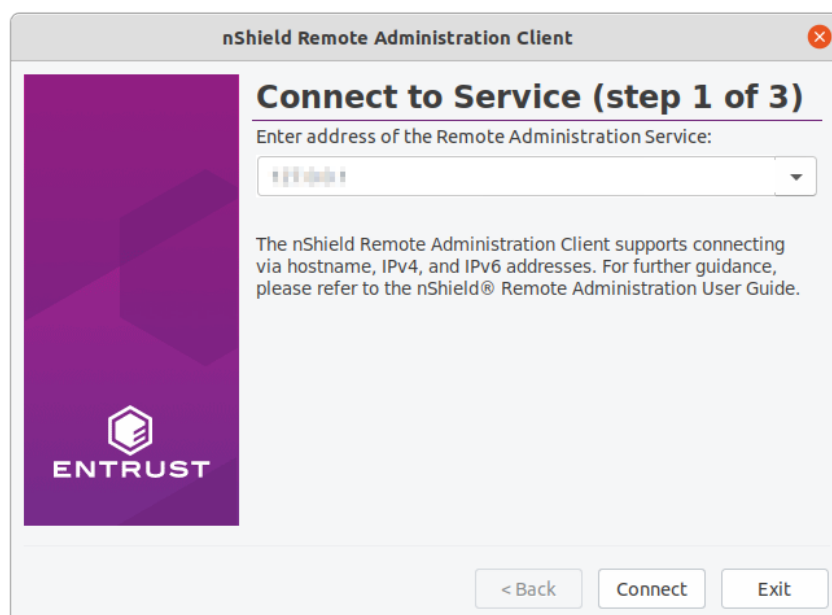 nShield Remote Administration Client
Connect to Service (step 1 of 3)
Enter address of the Remote Administration Service:
The nShield Remote Administration Client supports connecting
via hostname, IPv4, and IPv6 addresses. For further guidance,
please refer to the nShield® Remote Administration User Guide.
ENTRUST
< Back
Connect
Exit